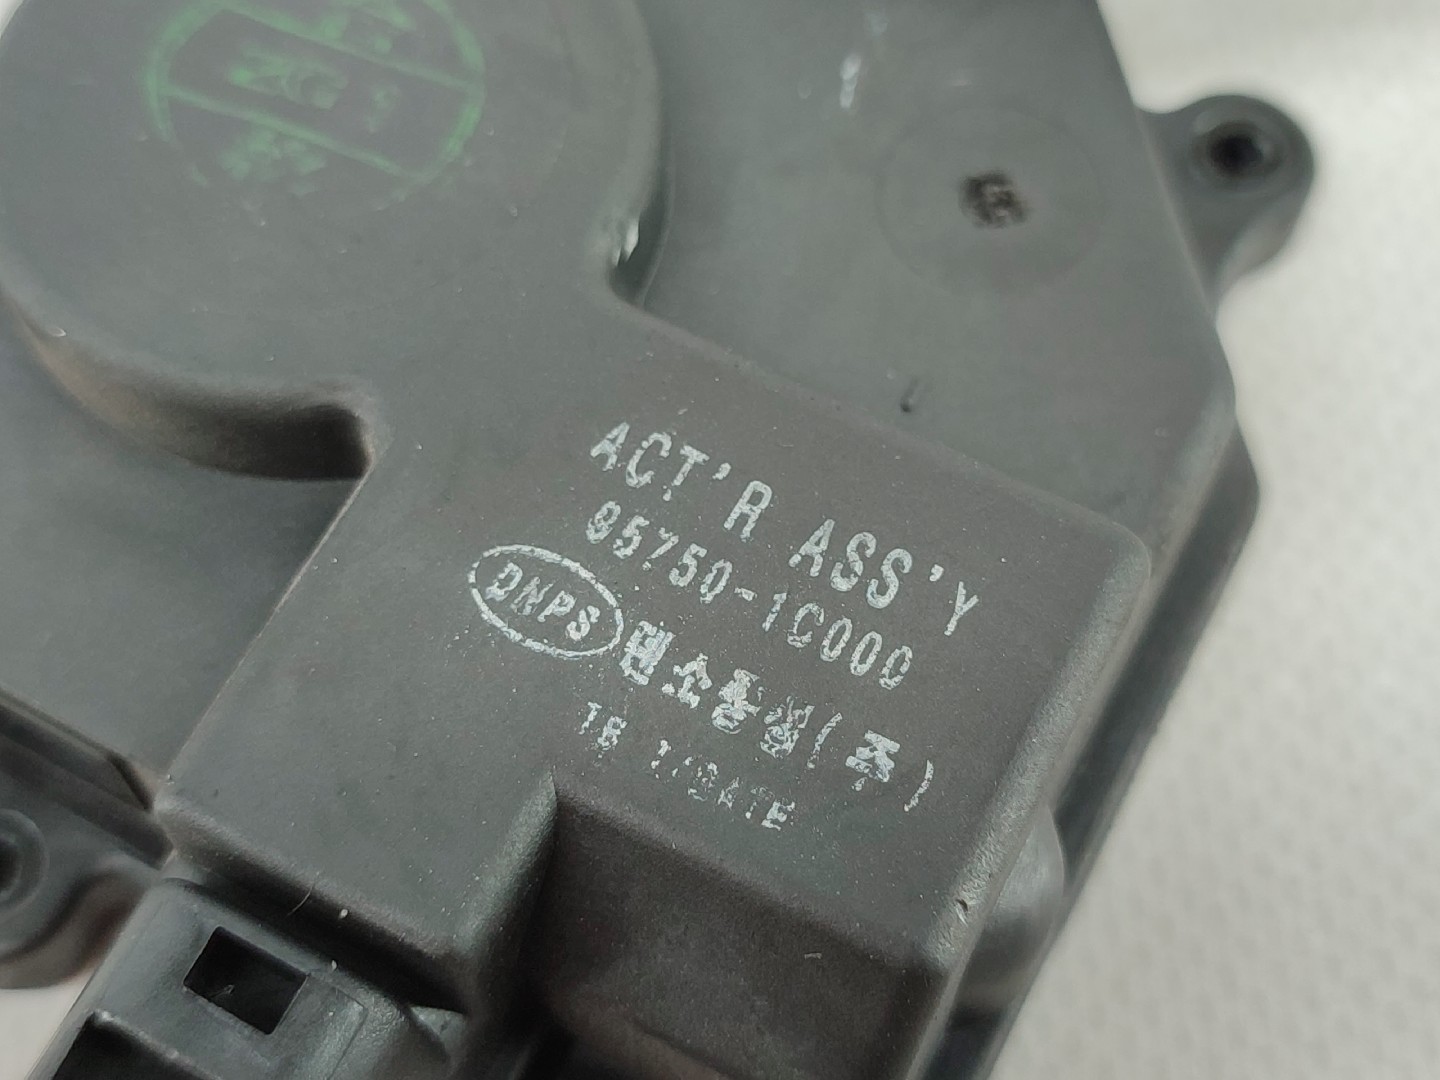 ACT'R ASS'Y
95750-1C000
DNPS 덴소풍성(주)
TB T/GATE